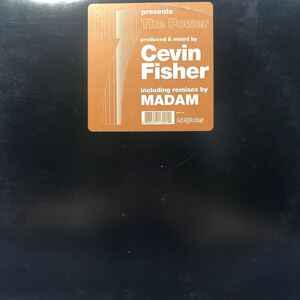 presents
The Power
produced & mixed by
Cevin
Fisher
including remixes by
MADAM